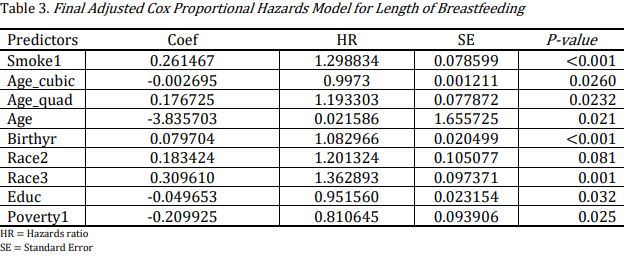 Table 3. Final Adjusted Cox Proportional Hazards Model for Length of Breastfeeding
Predictors Coef HR SE P-value
Smoke1 0.261467 1.298834 0.078599 <0.001
Age_cubic -0.002695 0.9973 0.001211 0.0260
Age_quad 0.176725 1.193303 0.077872 0.0232
Age -3.835703 0.021586 1.655725 0.021
Birthyr 0.079704 1.082966 0.020499 <0.001
Race2 0.183424 1.201324 0.105077 0.081
Race3 0.309610 1.362893 0.097371 0.001
Educ -0.049653 0.951560 0.023154 0.032
Poverty1 -0.209925 0.810645 0.093906 0.025
HR = Hazards ratio
SE = Standard Error